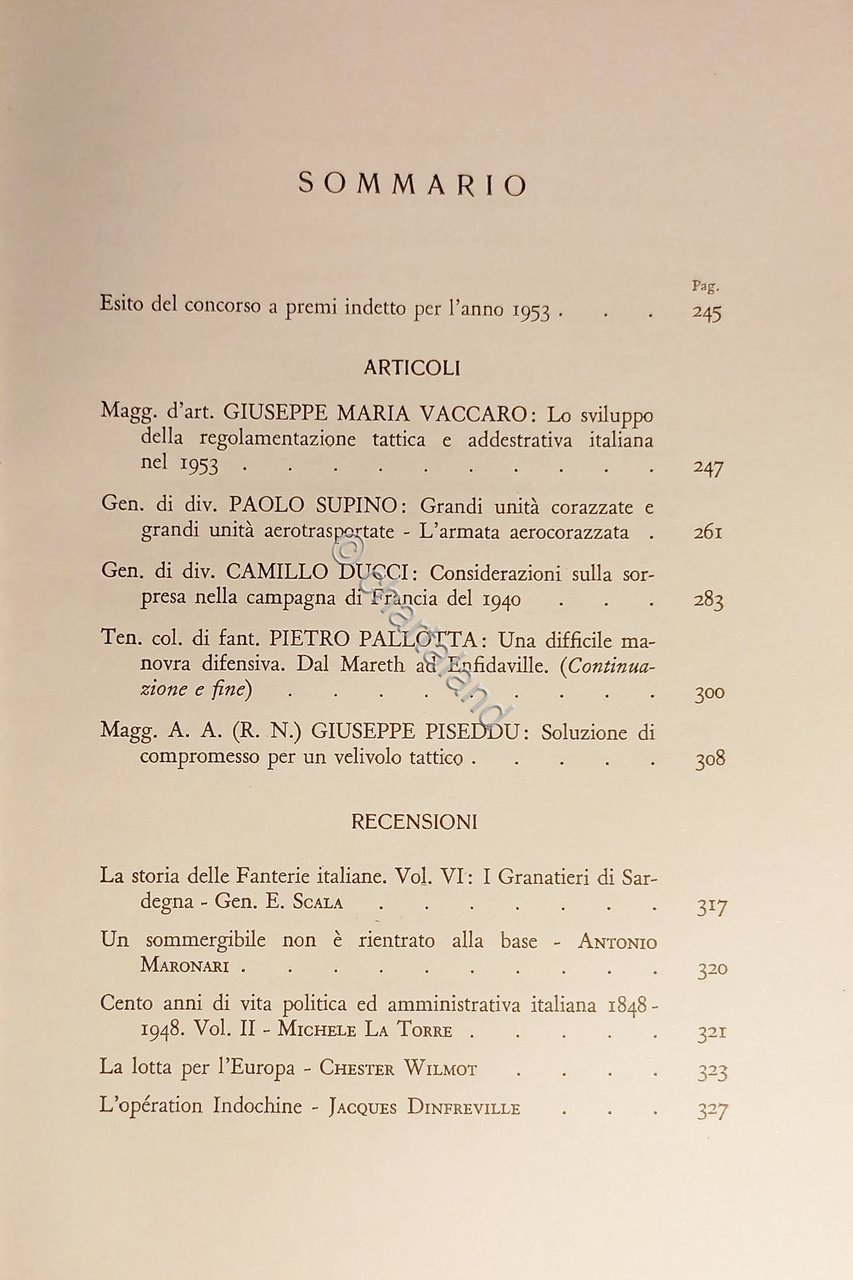 SOMMARIO
Pag.
Esito del concorso a premi indetto per l'anno 1953 . . . 245
ARTICOLI
Magg. d'art. GIUSEPPE MARIA VACCARO: Lo sviluppo
della regolamentazione tattica e addestrativa italiana
nel 1953 . . . . . . . . . 247
Gen. di div. PAOLO SUPINO: Grandi unità corazzate e
grandi unità aerotrasportate - L'armata aerocorazzata . 261
Gen. di div. CAMILLO DUCCI: Considerazioni sulla sor-
presa nella campagna di Francia del 1940 . . . 283
Ten. col. di fant. PIETRO PALLOTTA: Una difficile ma-
novra difensiva. Dal Mareth ad Enfidaville. (Continua-
zione e fine) . . . . . . . . . 300
Magg. A. A. (R. N.) GIUSEPPE PISEDDU: Soluzione di
compromesso per un velivolo tattico . . . . . 308
RECENSIONI
La storia delle Fanterie italiane. Vol. VI: I Granatieri di Sar-
degna - Gen. E. SCALA . . . . . . . 317
Un sommergibile non è rientrato alla base - ANTONIO
MARONARI . . . . . . . . . . 320
Cento anni di vita politica ed amministrativa italiana 1848-
1948. Vol. II - MICHELE LA TORRE . . . . . 321
La lotta per l'Europa - CHESTER WILMOT . . . . 323
L'opération Indochine - JACQUES DINFREVILLE . . . 327
© Chartaland